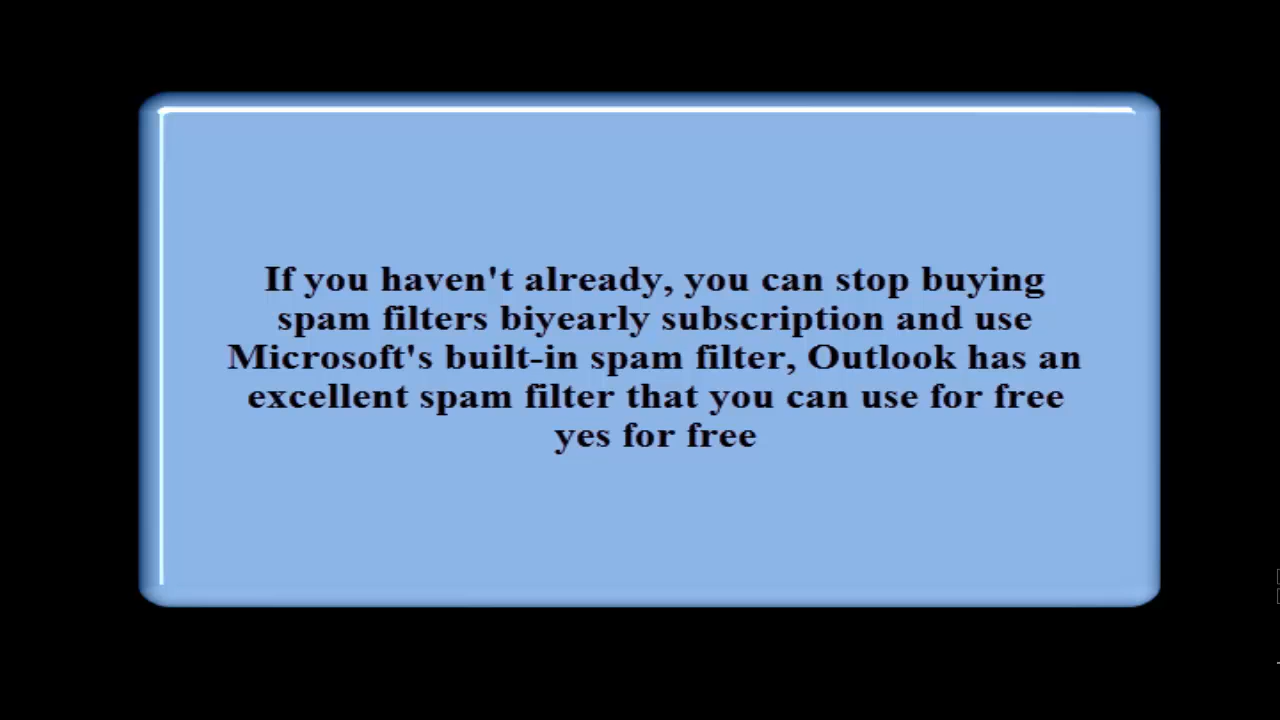 If you haven't already, you can stop buying
spam filters biyearly subscription and use
Microsoft's built-in spam filter, Outlook has an
excellent spam filter that you can use for free
yes for free